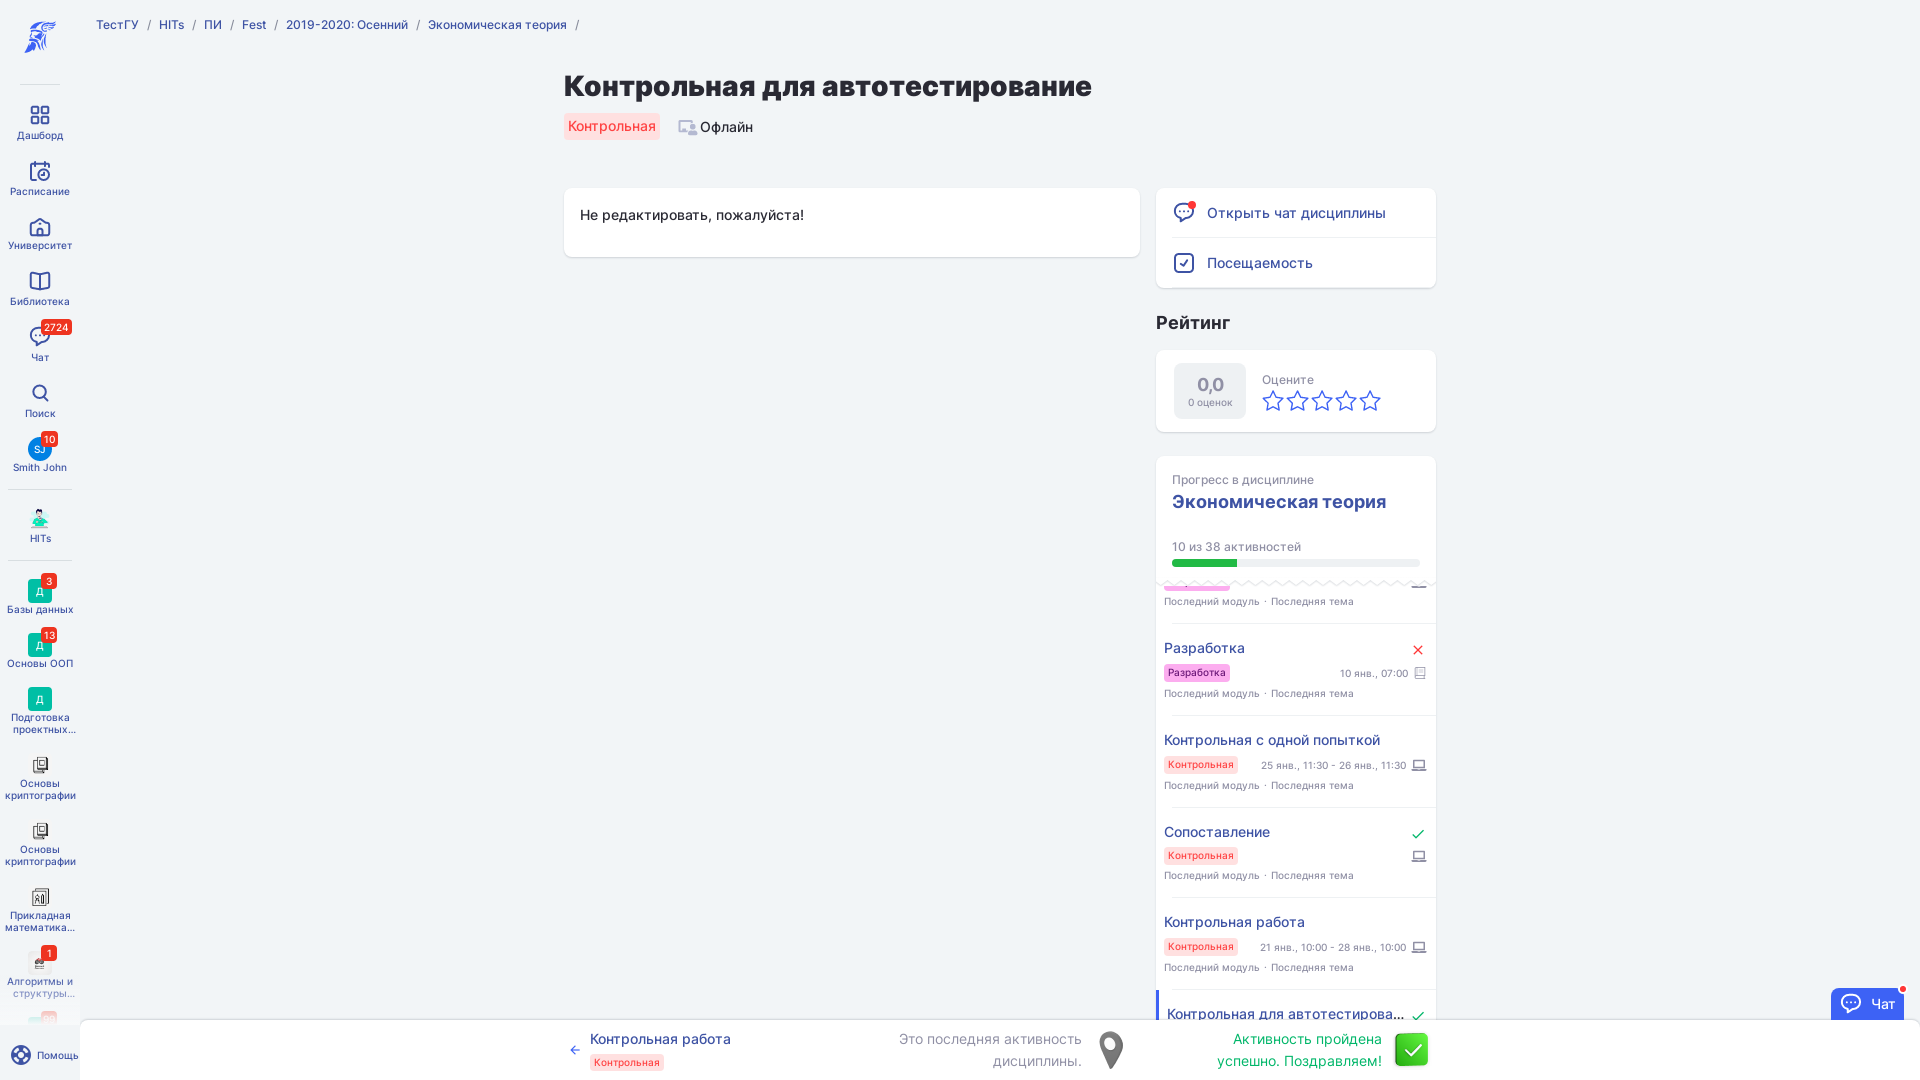 ТестГУ / HITs / ПИ / Fest / 2019-2020: Осенний / Экономическая теория /
Дашборд
Расписание
Университет
Библиотека
2724
Чат
Поиск
10
SJ
Smith John
HITs
3
Д
Базы данных
13
Д
Основы ООП
Д
Подготовка
проектных...
Основы
криптографии
Основы
криптографии
Прикладная
математика...
1
Алгоритмы и
структуры...
Помощь
Контрольная для автотестирование
Контрольная
Офлайн
Не редактировать, пожалуйста!
Открыть чат дисциплины
Посещаемость
Рейтинг
0,0
0 оценок
Оцените
Прогресс в дисциплине
Экономическая теория
10 из 38 активностей
Последний модуль · Последняя тема
Разработка
Разработка
10 янв., 07:00
Последний модуль · Последняя тема
Контрольная с одной попыткой
Контрольная
25 янв., 11:30 - 26 янв., 11:30
Последний модуль · Последняя тема
Сопоставление
Контрольная
Последний модуль · Последняя тема
Контрольная работа
Контрольная
21 янв., 10:00 - 28 янв., 10:00
Последний модуль · Последняя тема
Контрольная для автотестирова...
Чат
Контрольная работа
Контрольная
Это последняя активность
дисциплины.
Активность пройдена
успешно. Поздравляем!